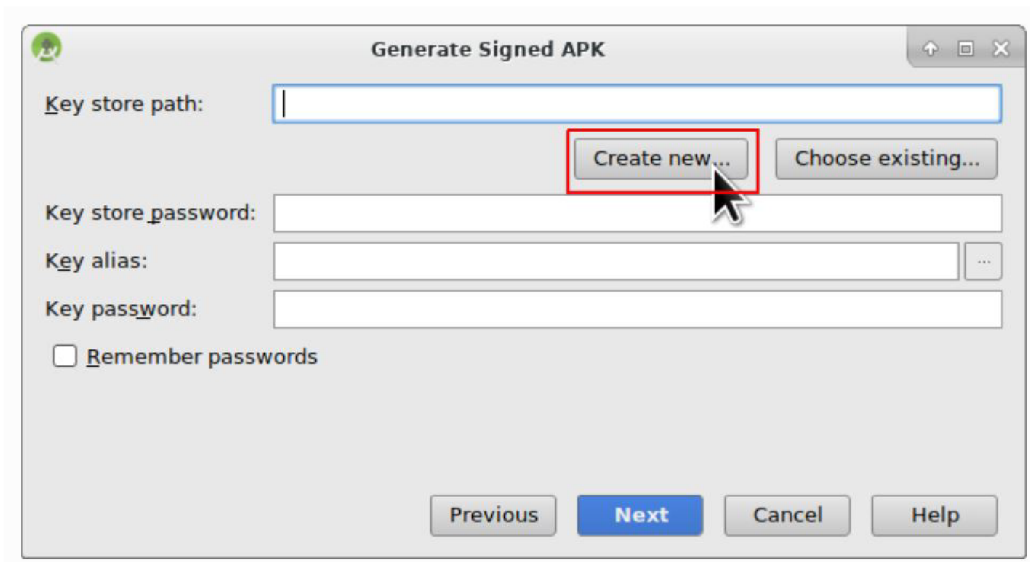 Generate Signed APK
Key store path:
Create new... Choose existing...
Key store password:
Key alias: ...
Key password:
Remember passwords
Previous Next Cancel Help